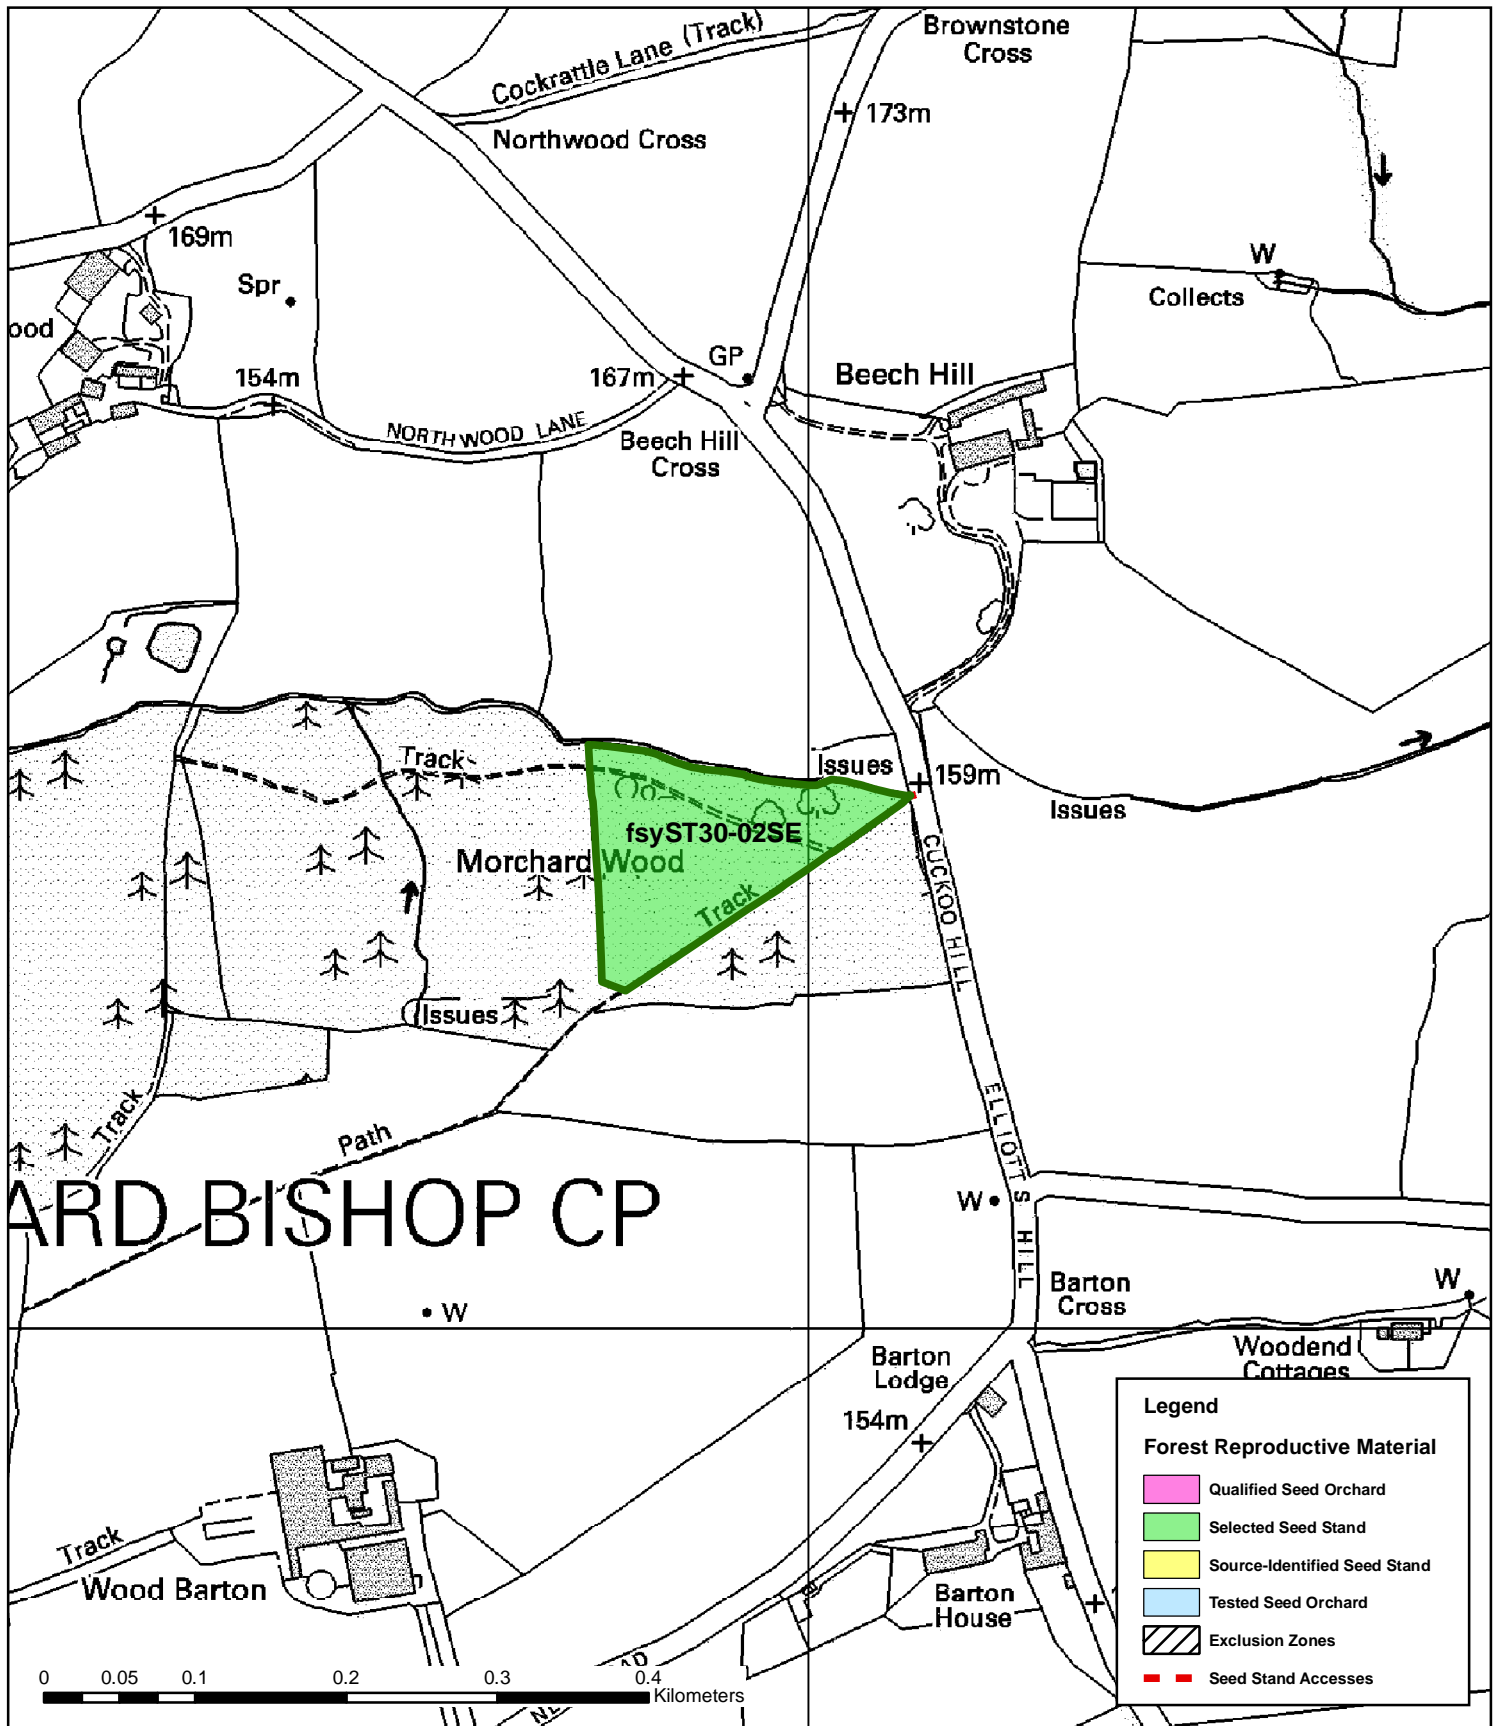 Brownstone
Cross
Cockrattle Lane (Track)
173m
Northwood Cross
169m
W
Spr
Collects
ood
GP
154m
167m
Beech Hill
NORTHWOOD LANE
Beech Hill
Cross
Track
Issues
159m
Issues
fsyST30-02SE
Morchard Wood
CUCKOO HILL
Track
Issues
Track
Path
ELLIOTTS HILL
ARD BISHOP CP
W
Barton
Cross
W
W
Woodend
Cottages
Barton
Lodge
154m
Track
Wood Barton
Barton
House
Legend
Forest Reproductive Material
Qualified Seed Orchard
Selected Seed Stand
Source-Identified Seed Stand
Tested Seed Orchard
Exclusion Zones
Seed Stand Accesses
0 0.05 0.1 0.2 0.3 0.4
Kilometers